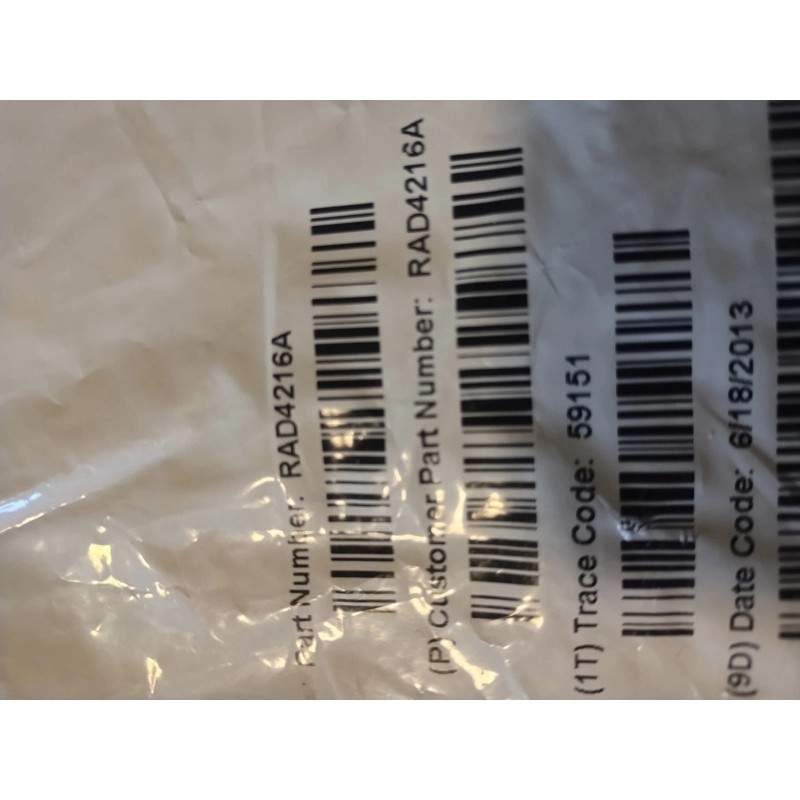 Part Number: RAD4216A
(P) Customer Part Number: RAD4216A
(1T) Trace Code: 59151
(9D) Date Code: 6/18/2013